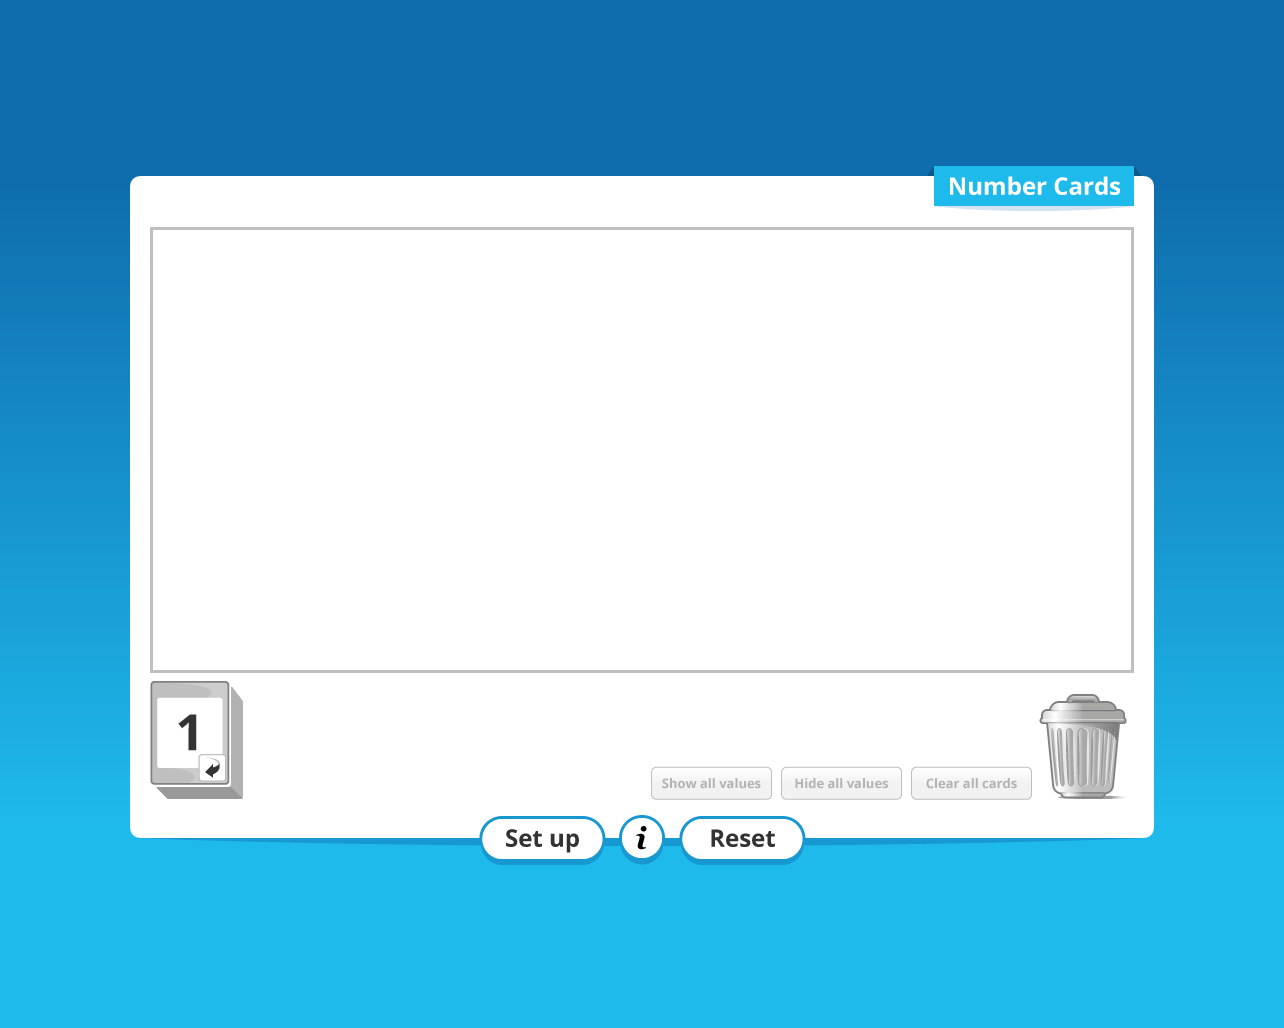 Number Cards
1
Show all values
Hide all values
Clear all cards
Set up
i
Reset